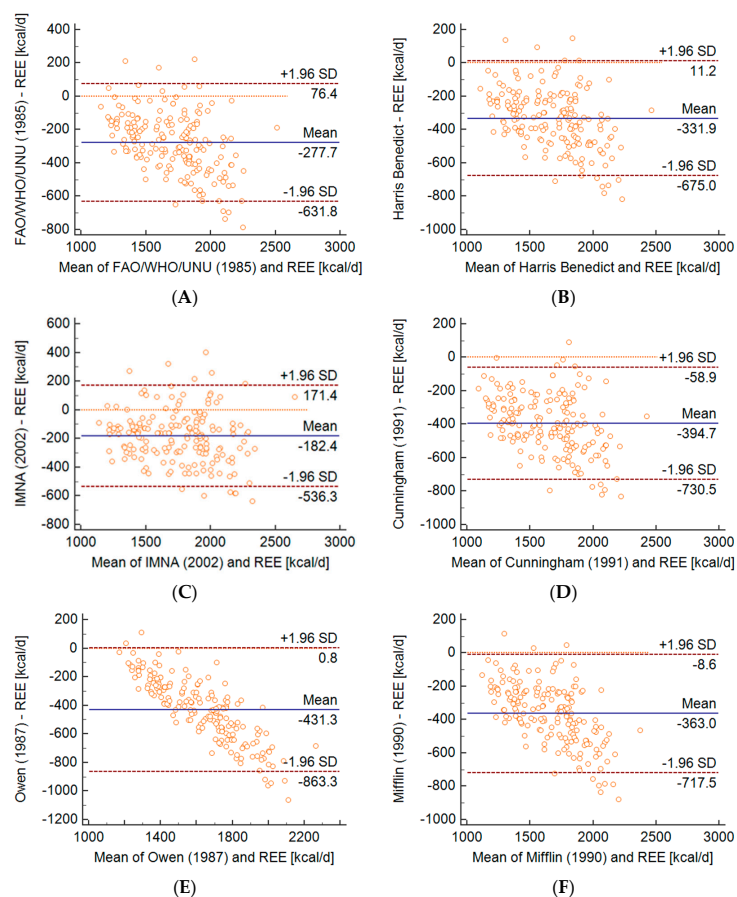 FAO/WHO/UNU (1985) - REE [kcal/d]
400
200
0
-200
-400
-600
-800
+1.96 SD
76.4
Mean
-277.7
-1.96 SD
-631.8
1000 1500 2000 2500 3000
Mean of FAO/WHO/UNU (1985) and REE [kcal/d]
(A)
Harris Benedict - REE [kcal/d]
200
0
-200
-400
-600
-800
-1000
+1.96 SD
11.2
Mean
-331.9
-1.96 SD
-675.0
1000 1500 2000 2500 3000
Mean of Harris Benedict and REE [kcal/d]
(B)
IMNA (2002) - REE [kcal/d]
600
400
200
0
-200
-400
-600
-800
+1.96 SD
171.4
Mean
-182.4
-1.96 SD
-536.3
1000 1500 2000 2500 3000
Mean of IMNA (2002) and REE [kcal/d]
(C)
Cunningham (1991) - REE [kcal/d]
200
0
-200
-400
-600
-800
-1000
+1.96 SD
-58.9
Mean
-394.7
-1.96 SD
-730.5
1000 1500 2000 2500 3000
Mean of Cunningham (1991) and REE [kcal/d]
(D)
Owen (1987) - REE [kcal/d]
200
0
-200
-400
-600
-800
-1000
-1200
+1.96 SD
0.8
Mean
-431.3
-1.96 SD
-863.3
1000 1400 1800 2200
Mean of Owen (1987) and REE [kcal/d]
(E)
Mifflin (1990) - REE [kcal/d]
200
0
-200
-400
-600
-800
-1000
+1.96 SD
-8.6
Mean
-363.0
-1.96 SD
-717.5
1000 1500 2000 2500 3000
Mean of Mifflin (1990) and REE [kcal/d]
(F)